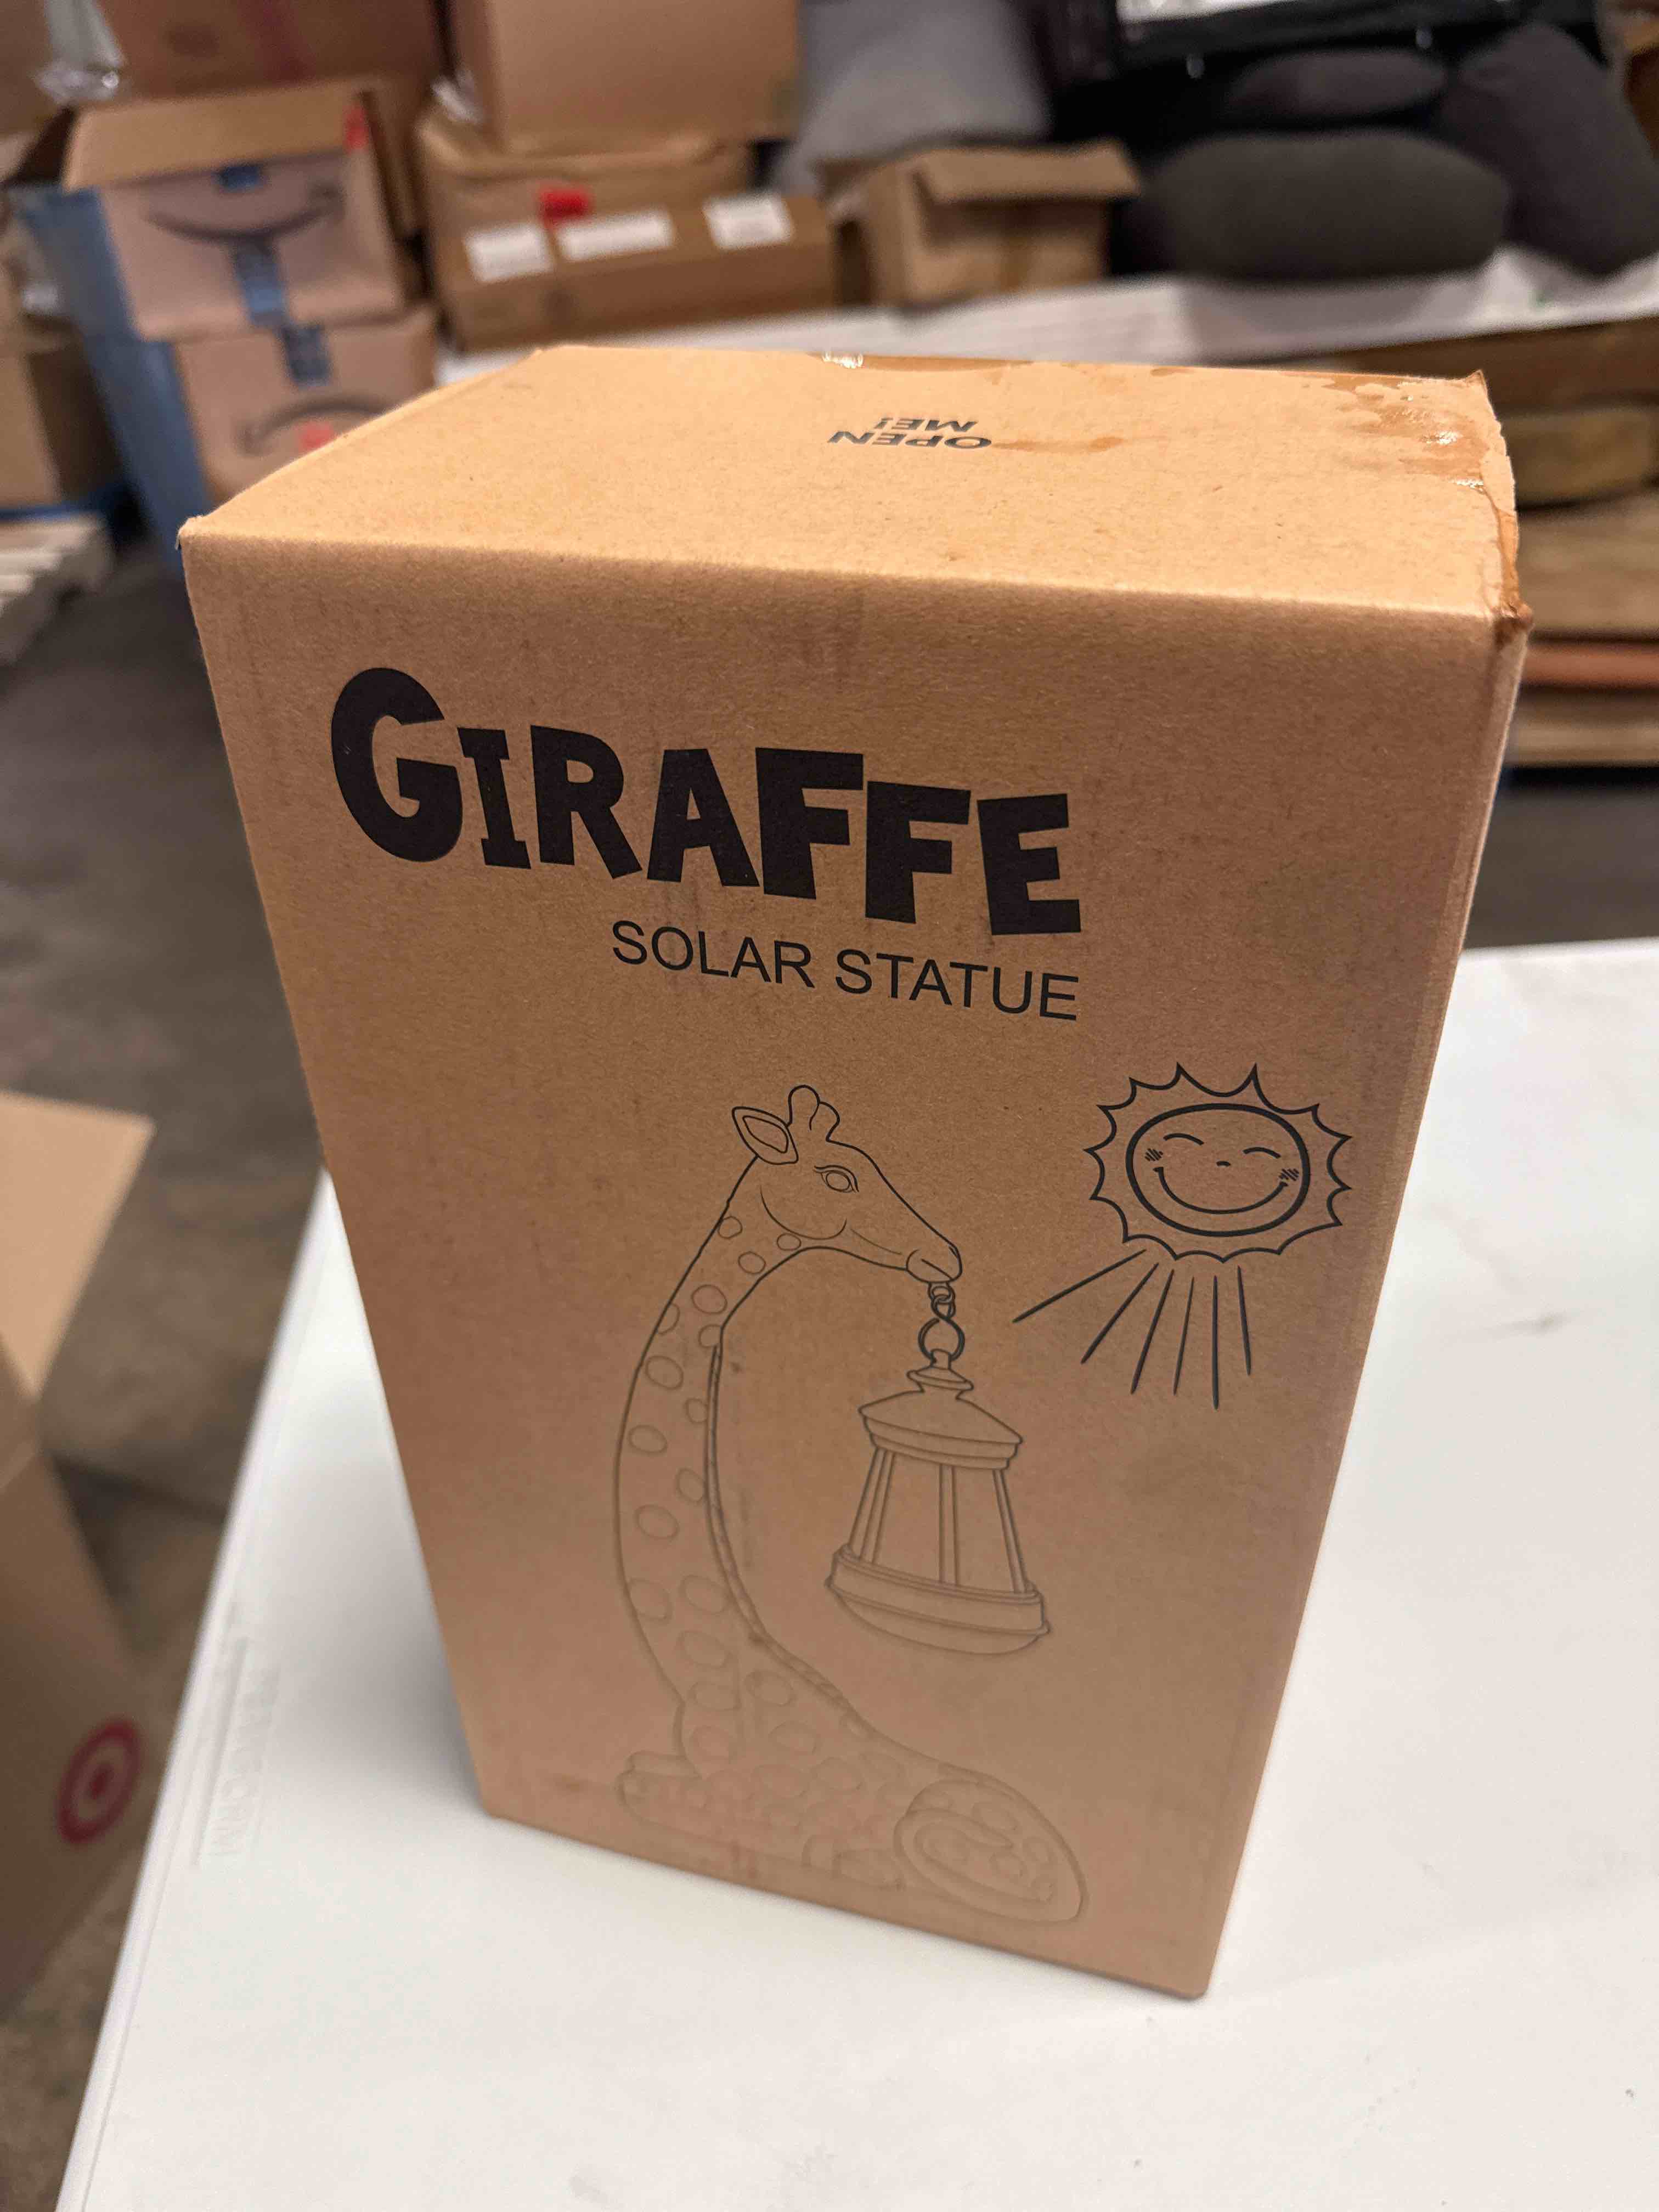 OPEN
ME!
GIRAFFE
SOLAR STATUE